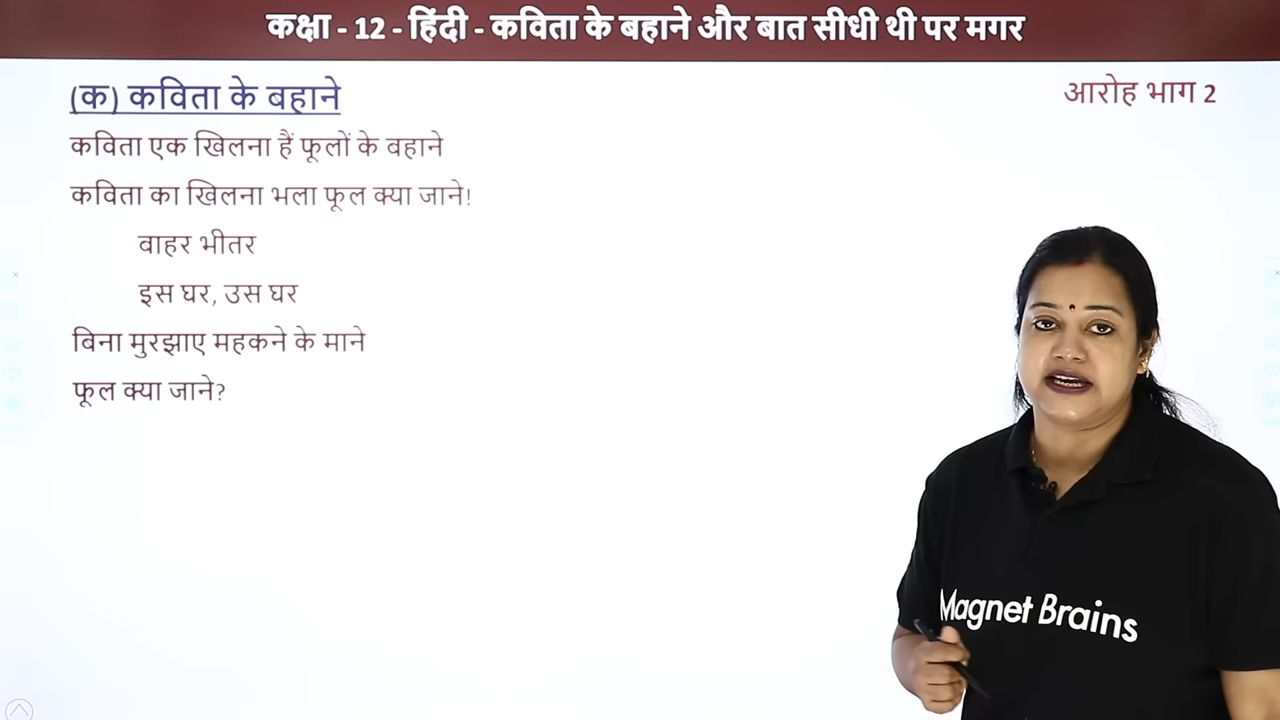 कक्षा - 12 - हिंदी - कविता के बहाने और बात सीधी थी पर मगर
(क) कविता के बहाने
आरोह भाग 2
कविता एक खिलना हैं फूलों के बहाने
कविता का खिलना भला फूल क्या जाने!
बाहर भीतर
इस घर, उस घर
बिना मुरझाए महकने के माने
फूल क्या जाने?
Magnet Brains